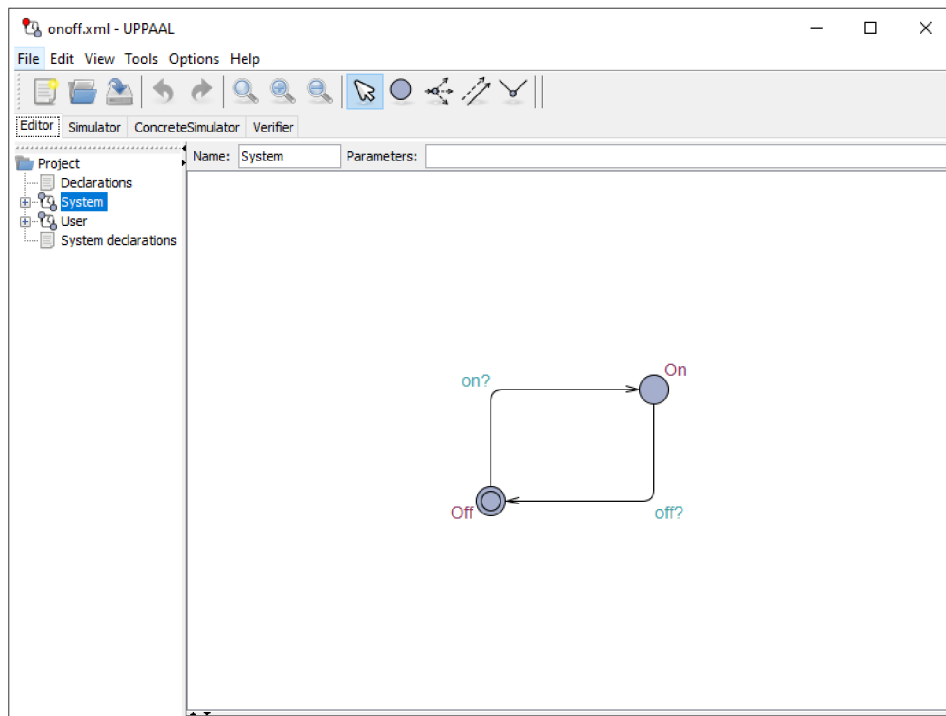 onoff.xml - UPPAAL
File Edit View Tools Options Help
Editor Simulator ConcreteSimulator Verifier
Project
Declarations
System
User
System declarations
Name: System Parameters:
on?
On
Off
off?